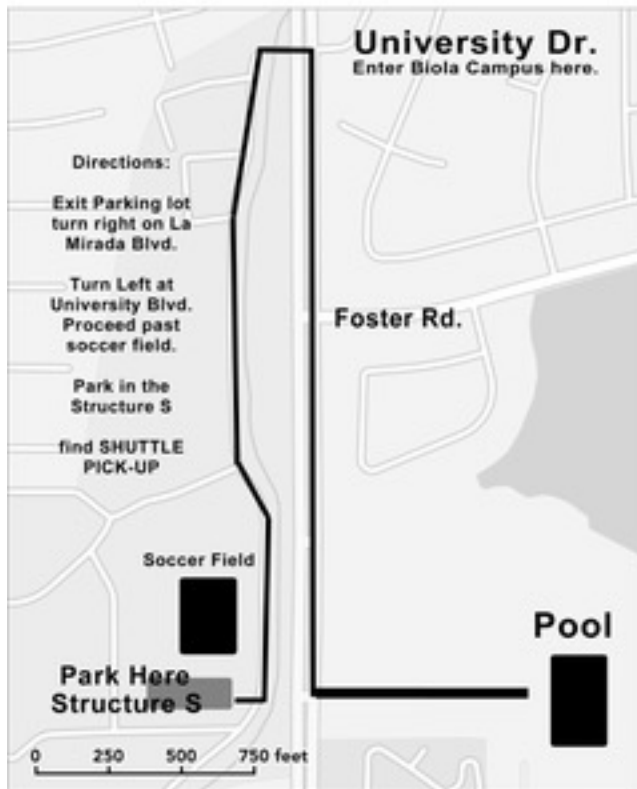 University Dr.
Enter Biola Campus here.
Directions:
Exit Parking lot
turn right on La
Mirada Blvd.
Turn Left at
University Blvd.
Proceed past
soccer field.
Park in the
Structure S
find SHUTTLE
PICK-UP
Foster Rd.
Soccer Field
Pool
Park Here
Structure S
0 250 500 750 feet